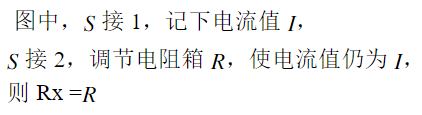 图中，S 接 1，记下电流值 I，
S 接 2，调节电阻箱 R，使电流值仍为 I，
则 Rx =R